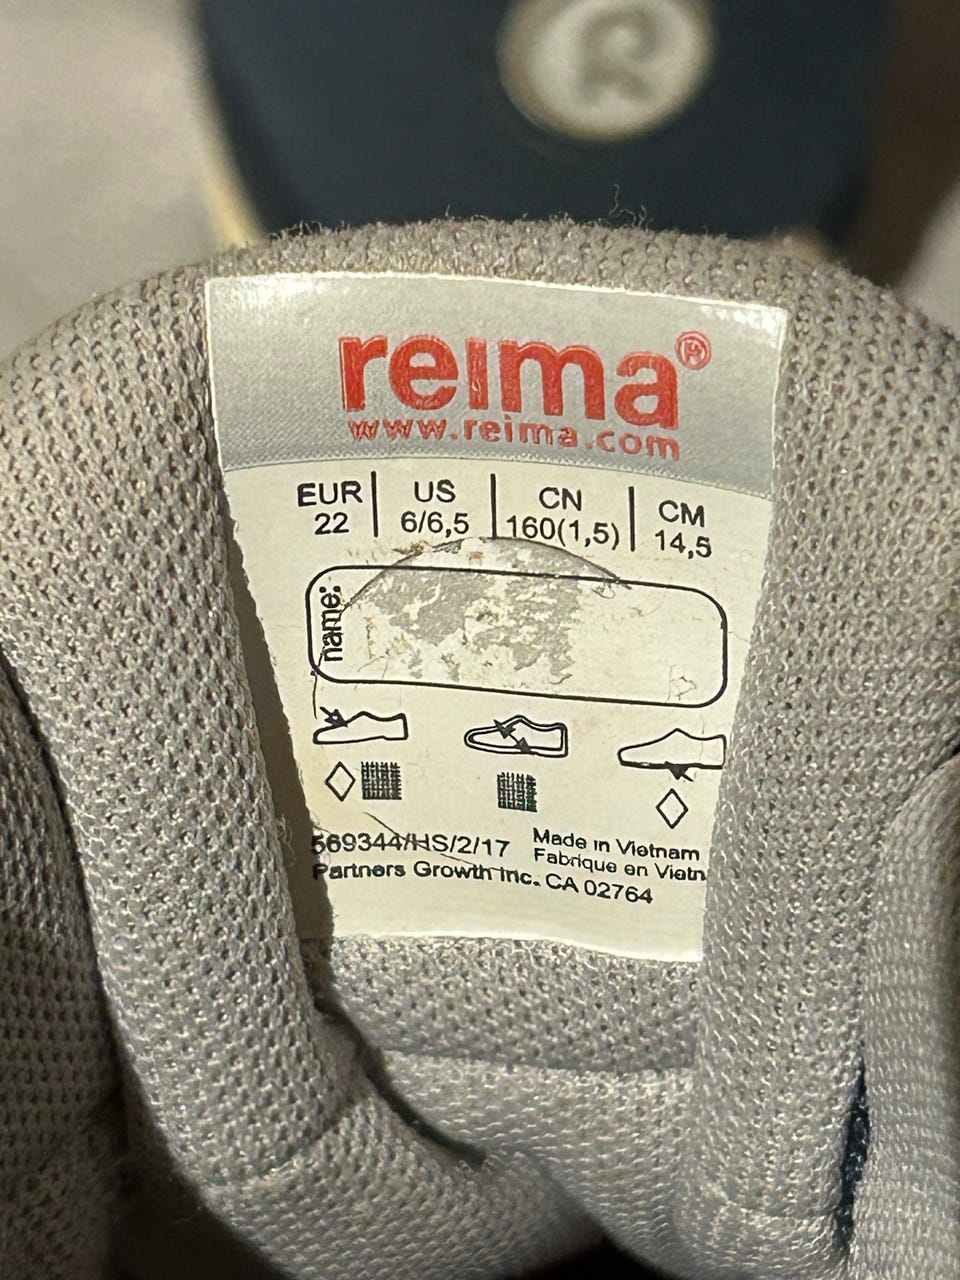 R
reima®
www.reima.com
EUR US CN CM
22 6/6,5 160(1,5) 14,5
name:
569344/HS/2/17 Made in Vietnam
Fabrique en Vietn
Partners Growth Inc. CA 02764